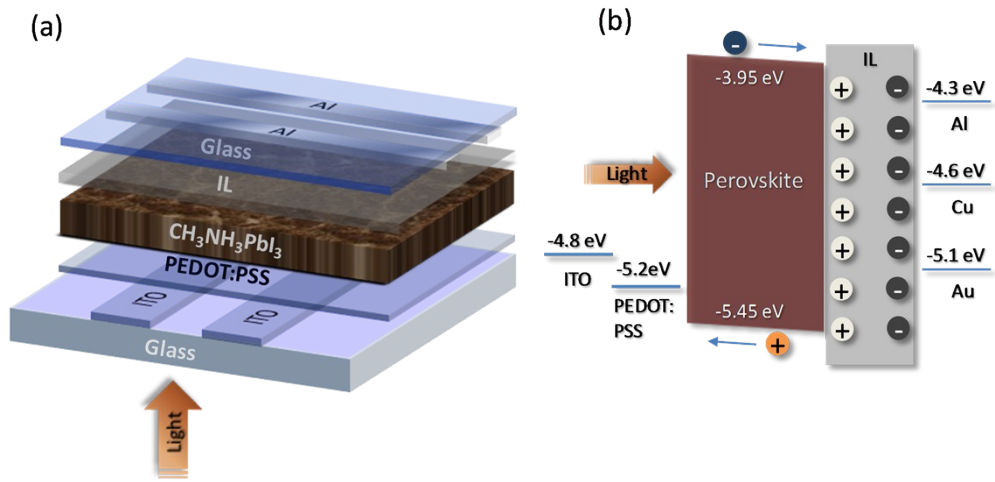 (a)
Al
Al
Glass
IL
CH₃NH₃PbI₃
PEDOT:PSS
ITO
ITO
Glass
Light
(b)
-
-3.95 eV
IL
Light
Perovskite
-4.8 eV
ITO
-5.2eV
PEDOT:
PSS
-5.45 eV
+
+ -
+ -
+ -
+ -
+ -
+ -
+ -
-4.3 eV
Al
-4.6 eV
Cu
-5.1 eV
Au